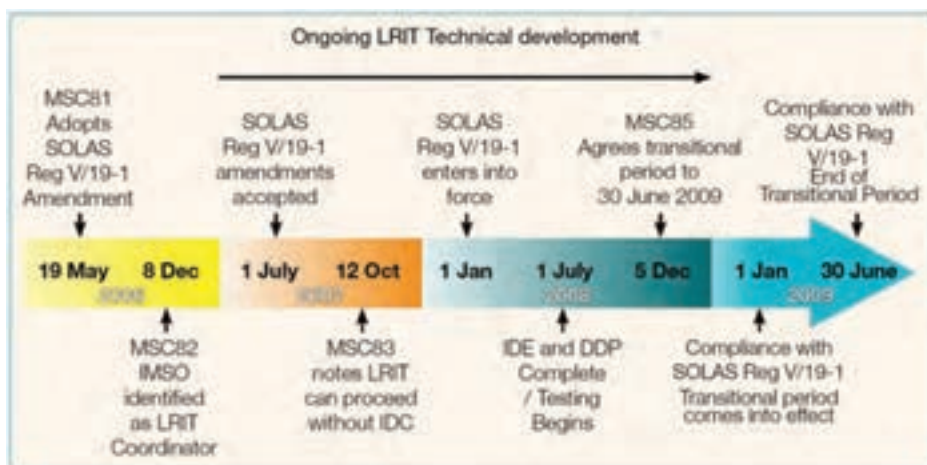 Ongoing LRIT Technical development
MSC81
Adopts
SOLAS
Reg V/19-1
Amendment
SOLAS
Reg V/19-1
amendments
accepted
SOLAS
Reg V/19-1
enters into
force
MSC85
Agrees transitional
period to
30 June 2009
Compliance with
SOLAS Reg
V/19-1
End of
Transitional Period
19 May 8 Dec 1 July 12 Oct 1 Jan 1 July 5 Dec 1 Jan 30 June
2006 2008 2009
MSC82
IMSO
identified
as LRIT
Coordinator
MSC83
notes LRIT
can proceed
without IDC
IDE and DDP
Complete
/ Testing
Begins
Compliance with
SOLAS Reg V/19-1
Transitional period
comes into effect